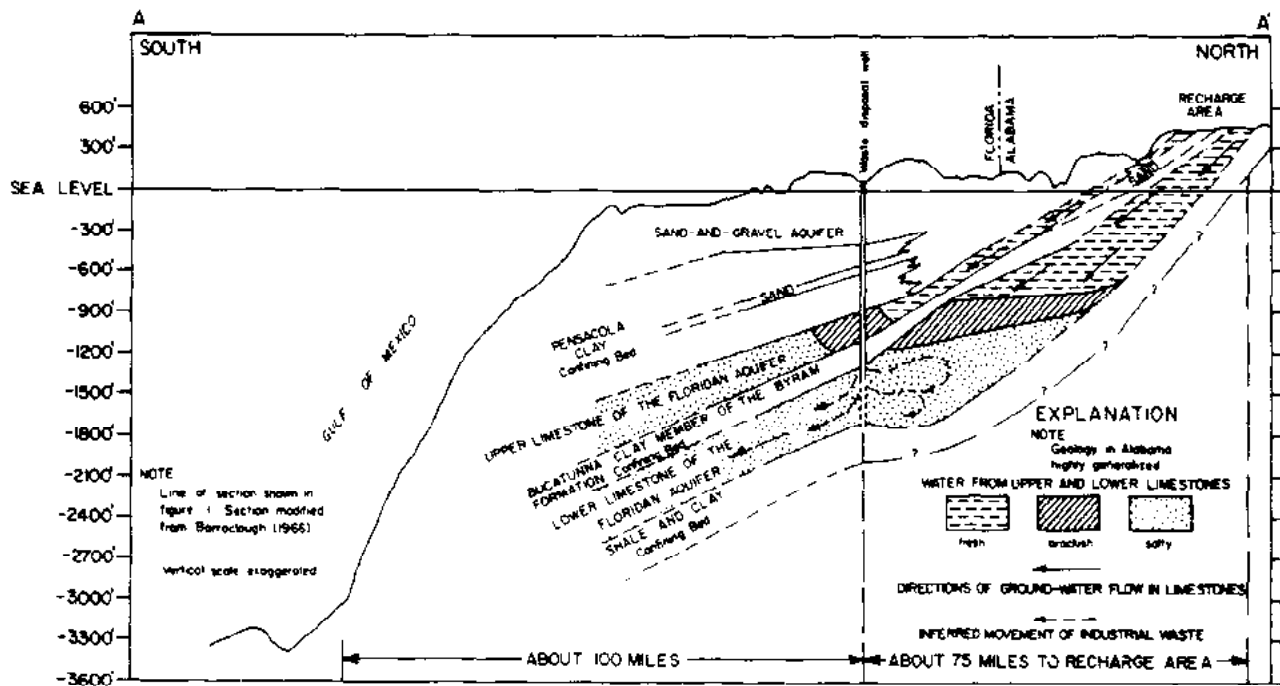 A
A'
SOUTH
NORTH
Waste disposal well
FLORIDA
ALABAMA
RECHARGE
AREA
600'
300'
SEA LEVEL
-300'
-600'
-900'
-1200'
-1500'
-1800'
-2100'
-2400'
-2700'
-3000'
-3300'
-3600'
SAND
SAND-AND-GRAVEL AQUIFER
SAND
PENSACOLA
CLAY
Confining Bed
GULF OF MEXICO
UPPER LIMESTONE OF THE FLORIDAN AQUIFER
BUCATUNNA CLAY MEMBER OF THE BYRAM
FORMATION Confining Bed
LOWER LIMESTONE OF THE
FLORIDAN AQUIFER
SHALE AND CLAY
Confining Bed
?
?
?
?
?
?
NOTE
Line of section shown in
figure 1 Section modified
from Barraclough (1966)
Vertical scale exaggerated
EXPLANATION
NOTE
Geology in Alabama
highly generalized
WATER FROM UPPER AND LOWER LIMESTONES
fresh
brackish
salty
DIRECTIONS OF GROUND-WATER FLOW IN LIMESTONES
INFERRED MOVEMENT OF INDUSTRIAL WASTE
ABOUT 100 MILES
ABOUT 75 MILES TO RECHARGE AREA